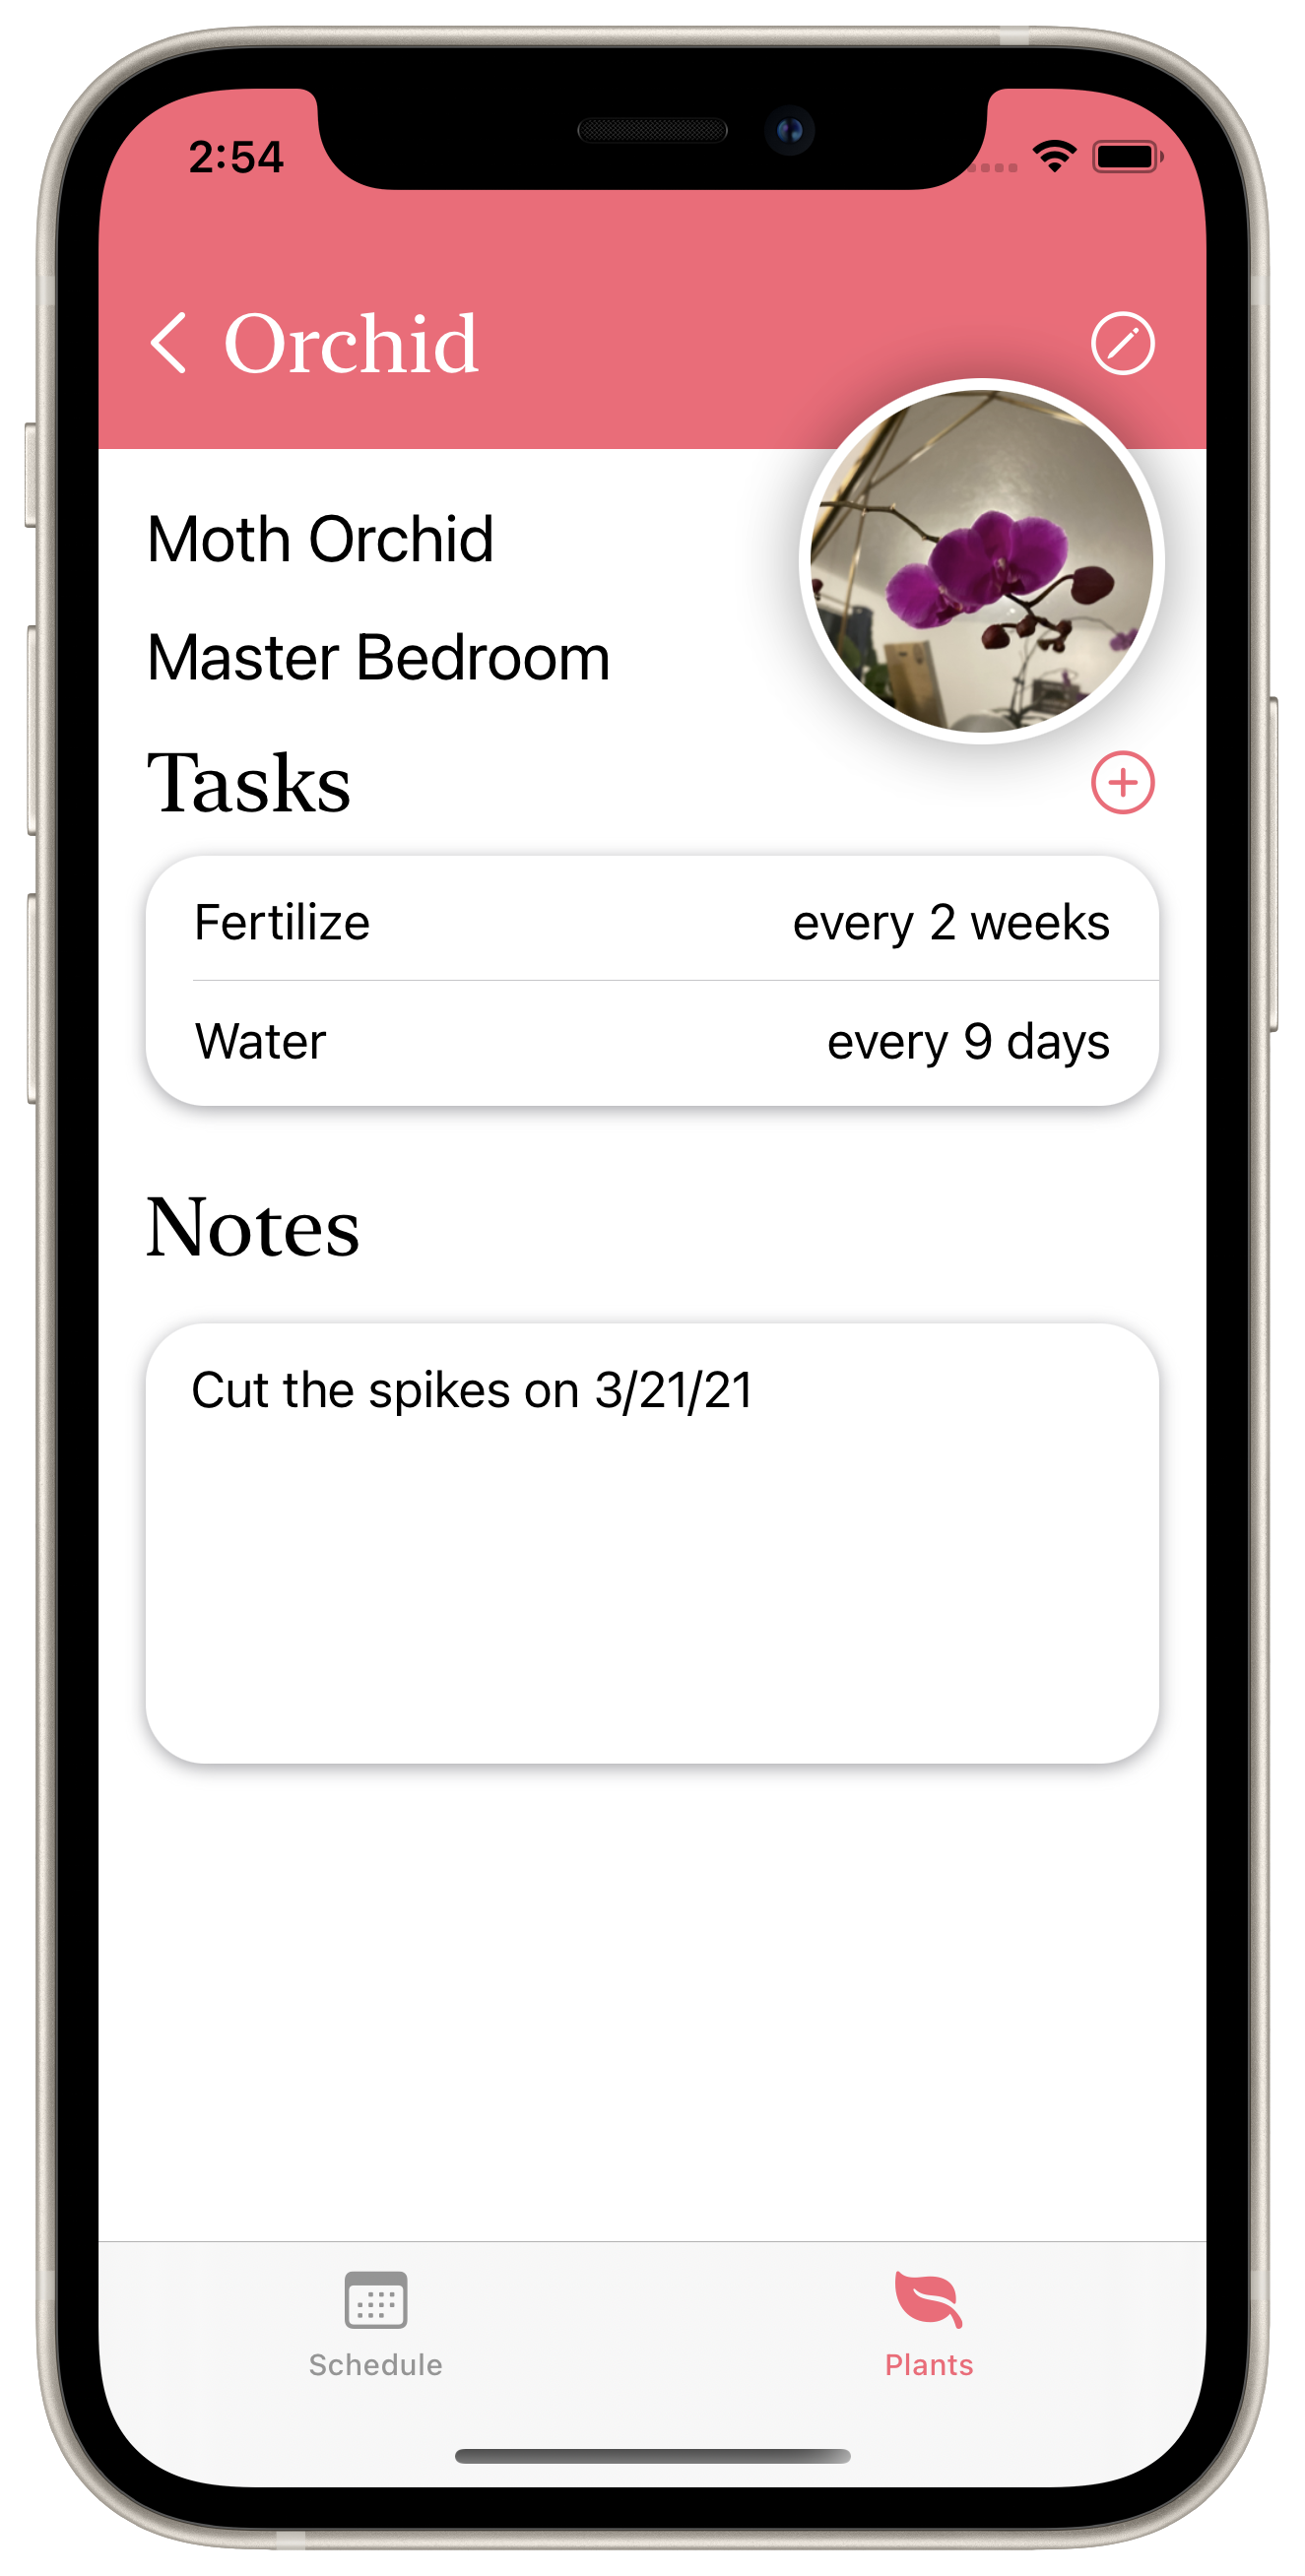 2:54
Orchid
Moth Orchid
Master Bedroom
Tasks
Fertilize every 2 weeks
Water every 9 days
Notes
Cut the spikes on 3/21/21
Schedule Plants